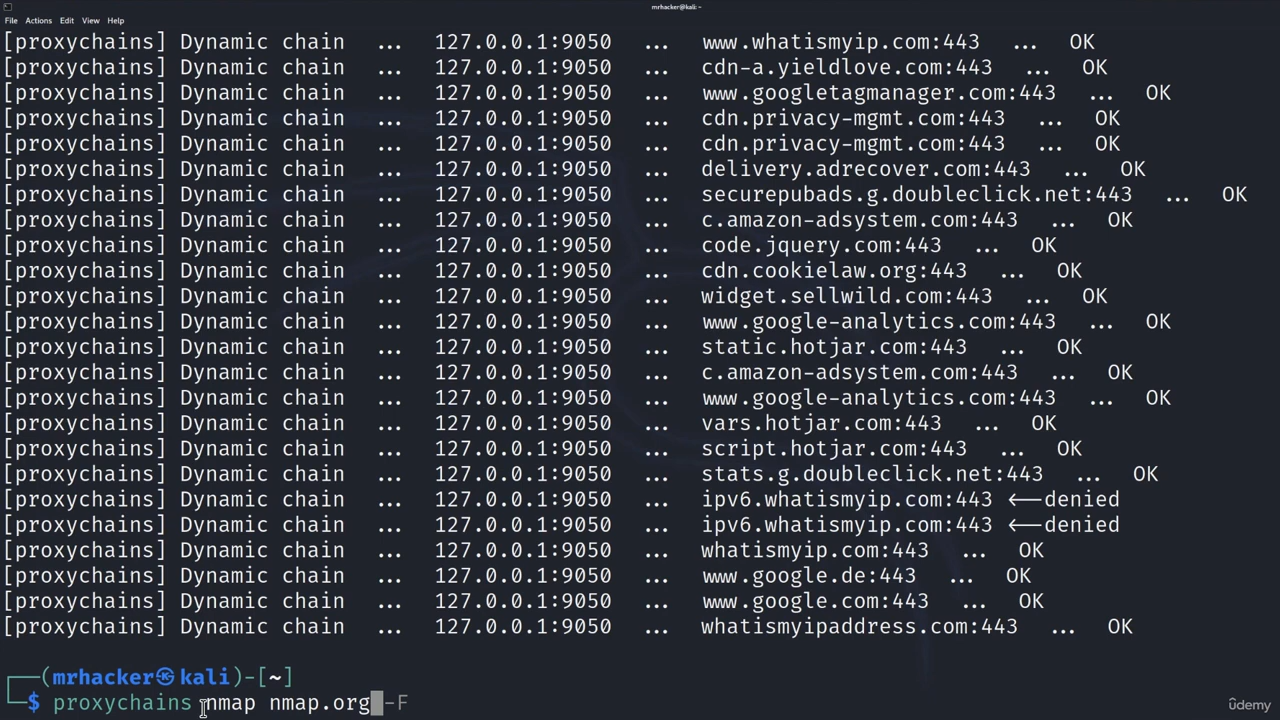 mrhacker@kali: ~
File Actions Edit View Help
[proxychains] Dynamic chain ... 127.0.0.1:9050 ... www.whatismyip.com:443 ... OK
[proxychains] Dynamic chain ... 127.0.0.1:9050 ... cdn-a.yieldlove.com:443 ... OK
[proxychains] Dynamic chain ... 127.0.0.1:9050 ... www.googletagmanager.com:443 ... OK
[proxychains] Dynamic chain ... 127.0.0.1:9050 ... cdn.privacy-mgmt.com:443 ... OK
[proxychains] Dynamic chain ... 127.0.0.1:9050 ... cdn.privacy-mgmt.com:443 ... OK
[proxychains] Dynamic chain ... 127.0.0.1:9050 ... delivery.adrecover.com:443 ... OK
[proxychains] Dynamic chain ... 127.0.0.1:9050 ... securepubads.g.doubleclick.net:443 ... OK
[proxychains] Dynamic chain ... 127.0.0.1:9050 ... c.amazon-adsystem.com:443 ... OK
[proxychains] Dynamic chain ... 127.0.0.1:9050 ... code.jquery.com:443 ... OK
[proxychains] Dynamic chain ... 127.0.0.1:9050 ... cdn.cookielaw.org:443 ... OK
[proxychains] Dynamic chain ... 127.0.0.1:9050 ... widget.sellwild.com:443 ... OK
[proxychains] Dynamic chain ... 127.0.0.1:9050 ... www.google-analytics.com:443 ... OK
[proxychains] Dynamic chain ... 127.0.0.1:9050 ... static.hotjar.com:443 ... OK
[proxychains] Dynamic chain ... 127.0.0.1:9050 ... c.amazon-adsystem.com:443 ... OK
[proxychains] Dynamic chain ... 127.0.0.1:9050 ... www.google-analytics.com:443 ... OK
[proxychains] Dynamic chain ... 127.0.0.1:9050 ... vars.hotjar.com:443 ... OK
[proxychains] Dynamic chain ... 127.0.0.1:9050 ... script.hotjar.com:443 ... OK
[proxychains] Dynamic chain ... 127.0.0.1:9050 ... stats.g.doubleclick.net:443 ... OK
[proxychains] Dynamic chain ... 127.0.0.1:9050 ... ipv6.whatismyip.com:443 <--denied
[proxychains] Dynamic chain ... 127.0.0.1:9050 ... ipv6.whatismyip.com:443 <--denied
[proxychains] Dynamic chain ... 127.0.0.1:9050 ... whatismyip.com:443 ... OK
[proxychains] Dynamic chain ... 127.0.0.1:9050 ... www.google.de:443 ... OK
[proxychains] Dynamic chain ... 127.0.0.1:9050 ... www.google.com:443 ... OK
[proxychains] Dynamic chain ... 127.0.0.1:9050 ... whatismyipaddress.com:443 ... OK
┌──(mrhacker㉿kali)-[~]
└─$ proxychains nmap nmap.org -F
ûdemy